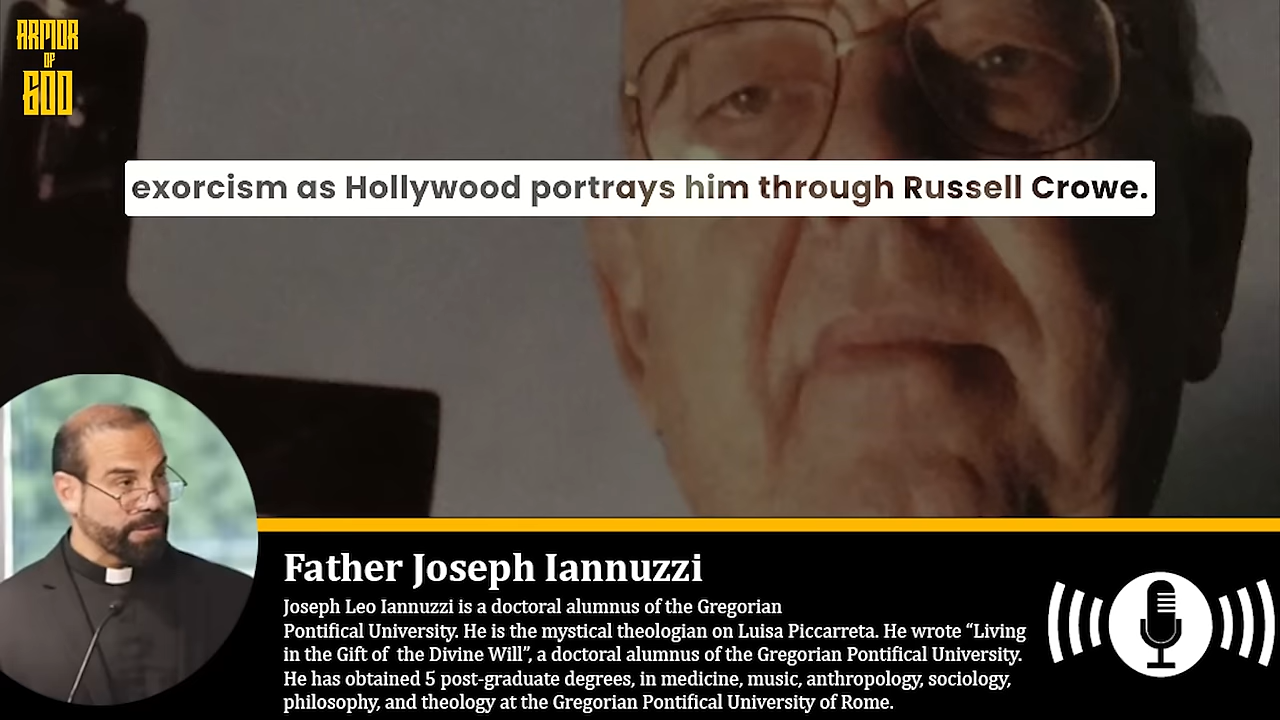 ARMOR
OF
GOD
exorcism as Hollywood portrays him through Russell Crowe.
Father Joseph Iannuzzi
Joseph Leo Iannuzzi is a doctoral alumnus of the Gregorian
Pontifical University. He is the mystical theologian on Luisa Piccarreta. He wrote “Living
in the Gift of the Divine Will”, a doctoral alumnus of the Gregorian Pontifical University.
He has obtained 5 post-graduate degrees, in medicine, music, anthropology, sociology,
philosophy, and theology at the Gregorian Pontifical University of Rome.